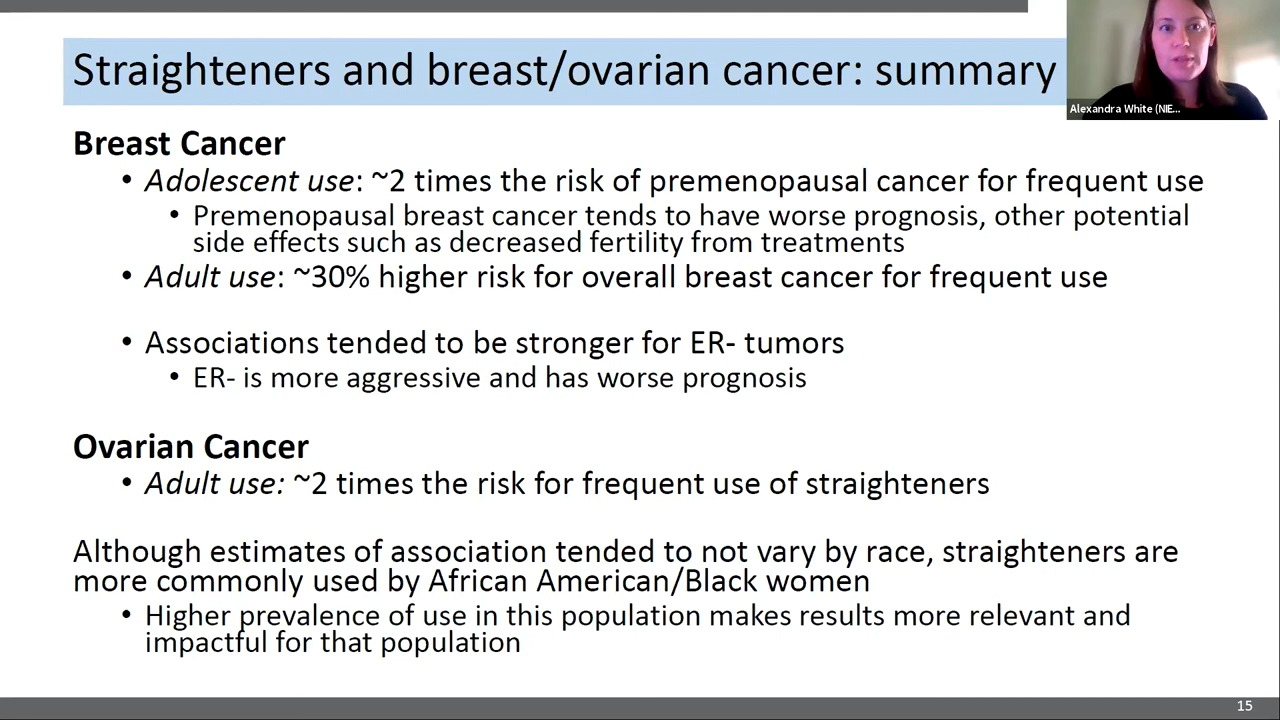 Straighteners and breast/ovarian cancer: summary
Alexandra White (NIE...
Breast Cancer
• Adolescent use: ~2 times the risk of premenopausal cancer for frequent use
• Premenopausal breast cancer tends to have worse prognosis, other potential
side effects such as decreased fertility from treatments
• Adult use: ~30% higher risk for overall breast cancer for frequent use
• Associations tended to be stronger for ER- tumors
• ER- is more aggressive and has worse prognosis
Ovarian Cancer
• Adult use: ~2 times the risk for frequent use of straighteners
Although estimates of association tended to not vary by race, straighteners are
more commonly used by African American/Black women
• Higher prevalence of use in this population makes results more relevant and
impactful for that population
15